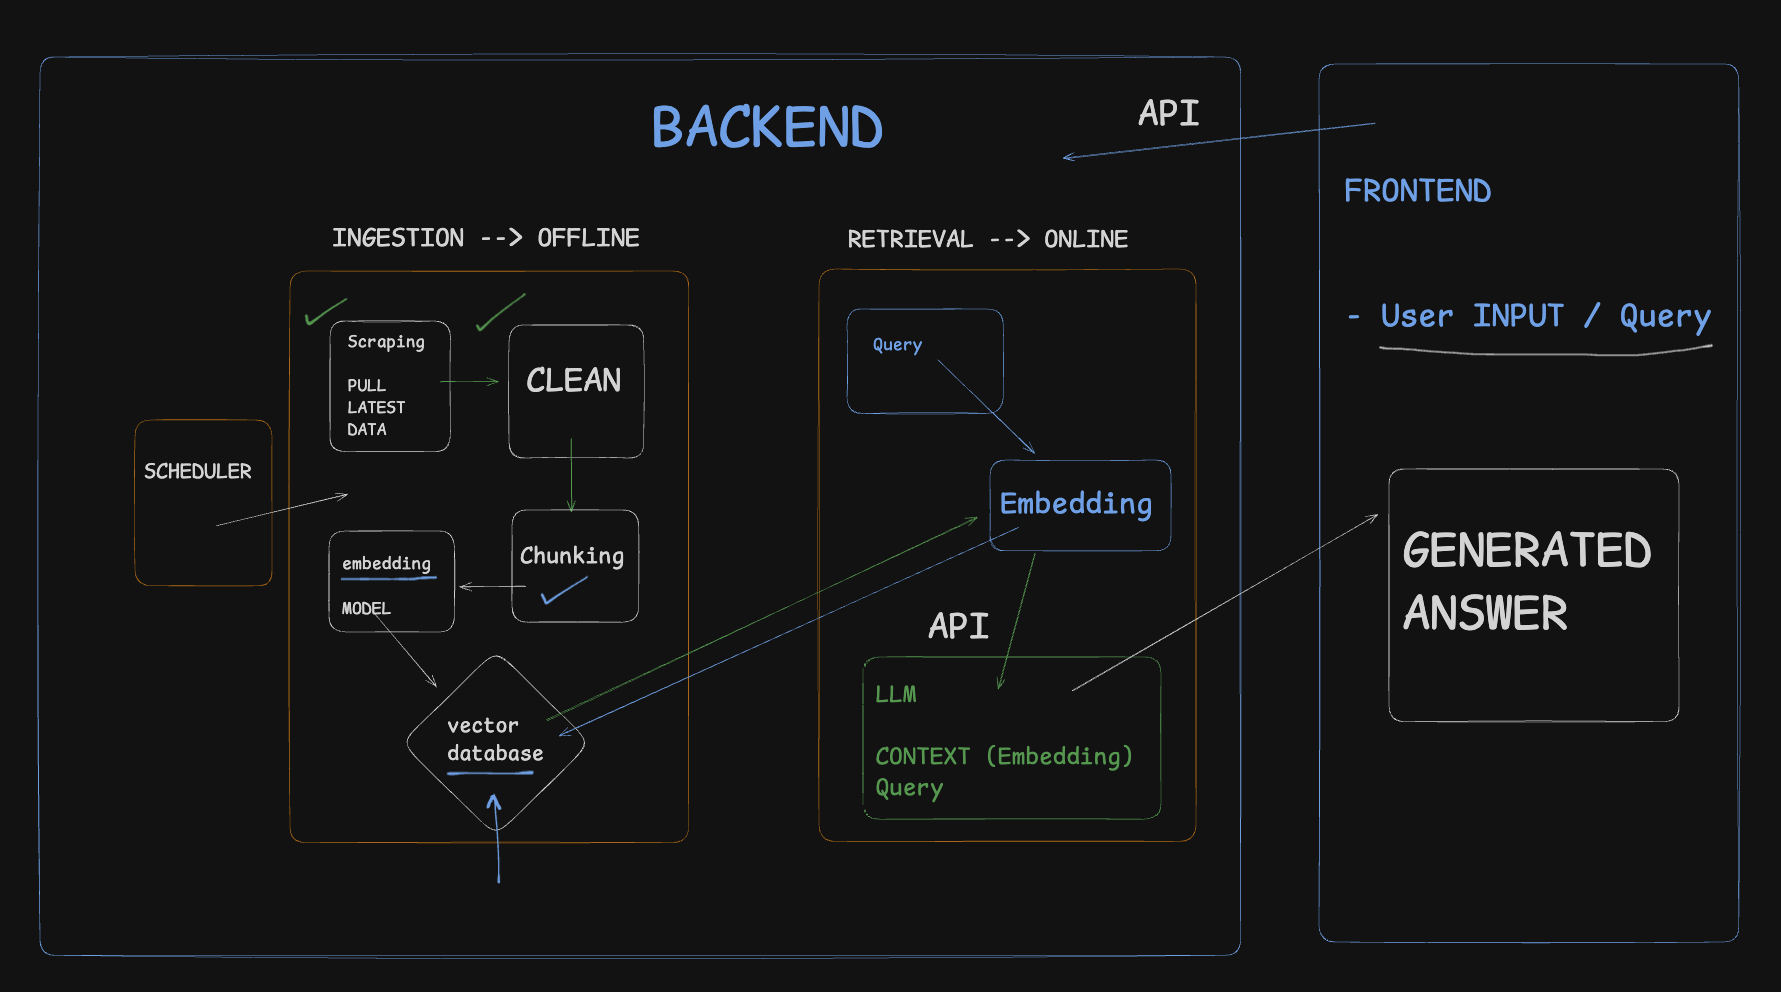 BACKEND
API
INGESTION --> OFFLINE
RETRIEVAL --> ONLINE
SCHEDULER
Scraping
PULL
LATEST
DATA
CLEAN
Chunking
embedding
MODEL
vector
database
Query
Embedding
API
LLM
CONTEXT (Embedding)
Query
FRONTEND
- User INPUT / Query
GENERATED
ANSWER